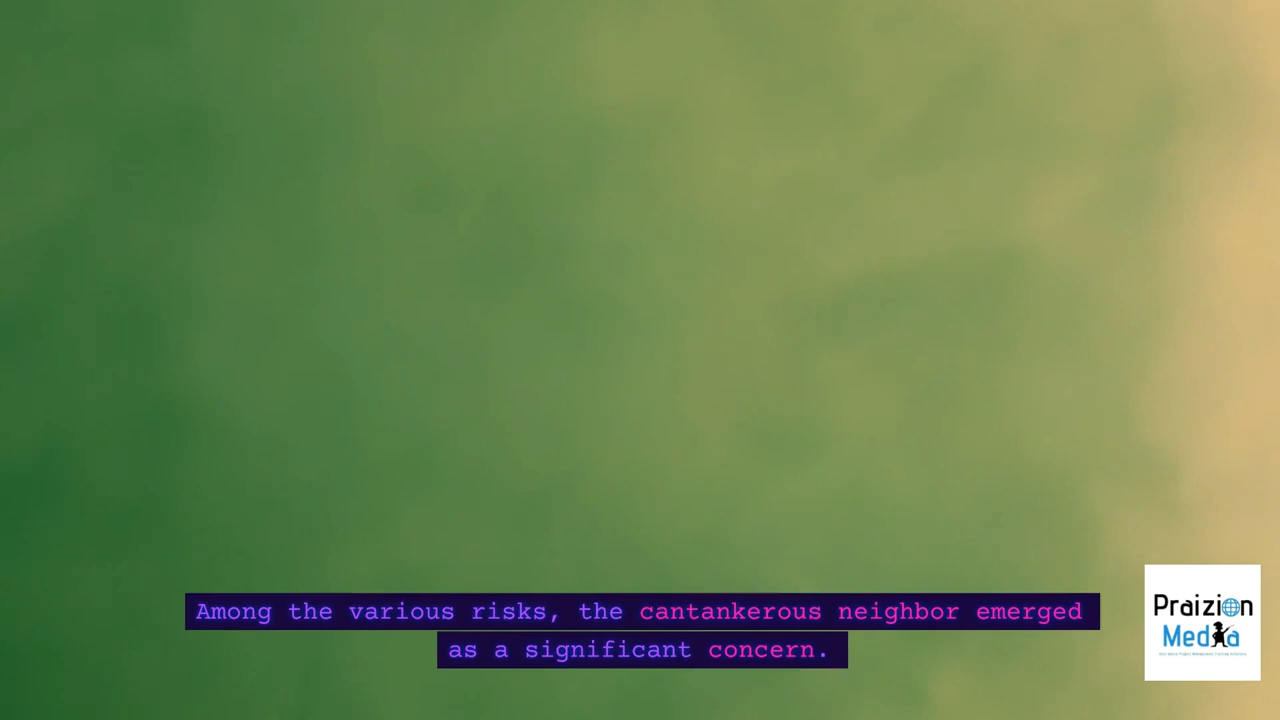 Among the various risks, the cantankerous neighbor emerged
as a significant concern.
Praizion
Media